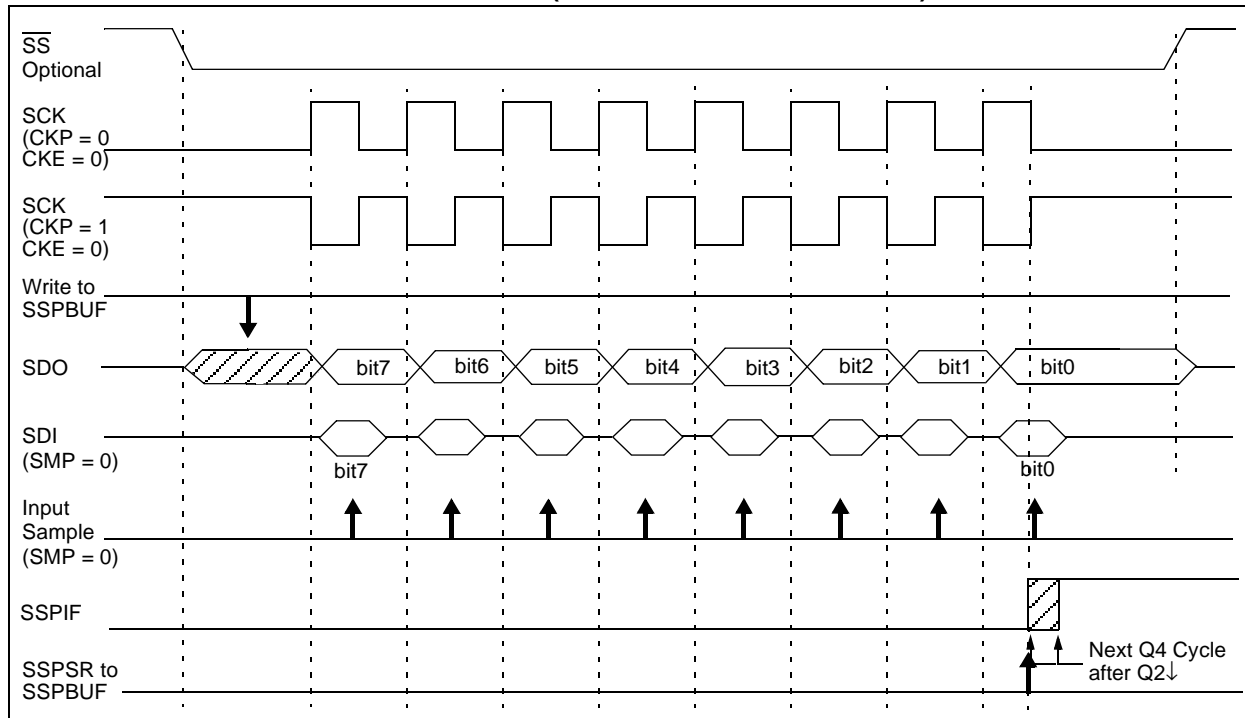 SS
Optional
SCK
(CKP = 0
CKE = 0)
SCK
(CKP = 1
CKE = 0)
Write to
SSPBUF
SDO
bit7 bit6 bit5 bit4 bit3 bit2 bit1 bit0
SDI
(SMP = 0)
bit7 bit0
Input
Sample
(SMP = 0)
SSPIF
Next Q4 Cycle
after Q2↓
SSPSR to
SSPBUF